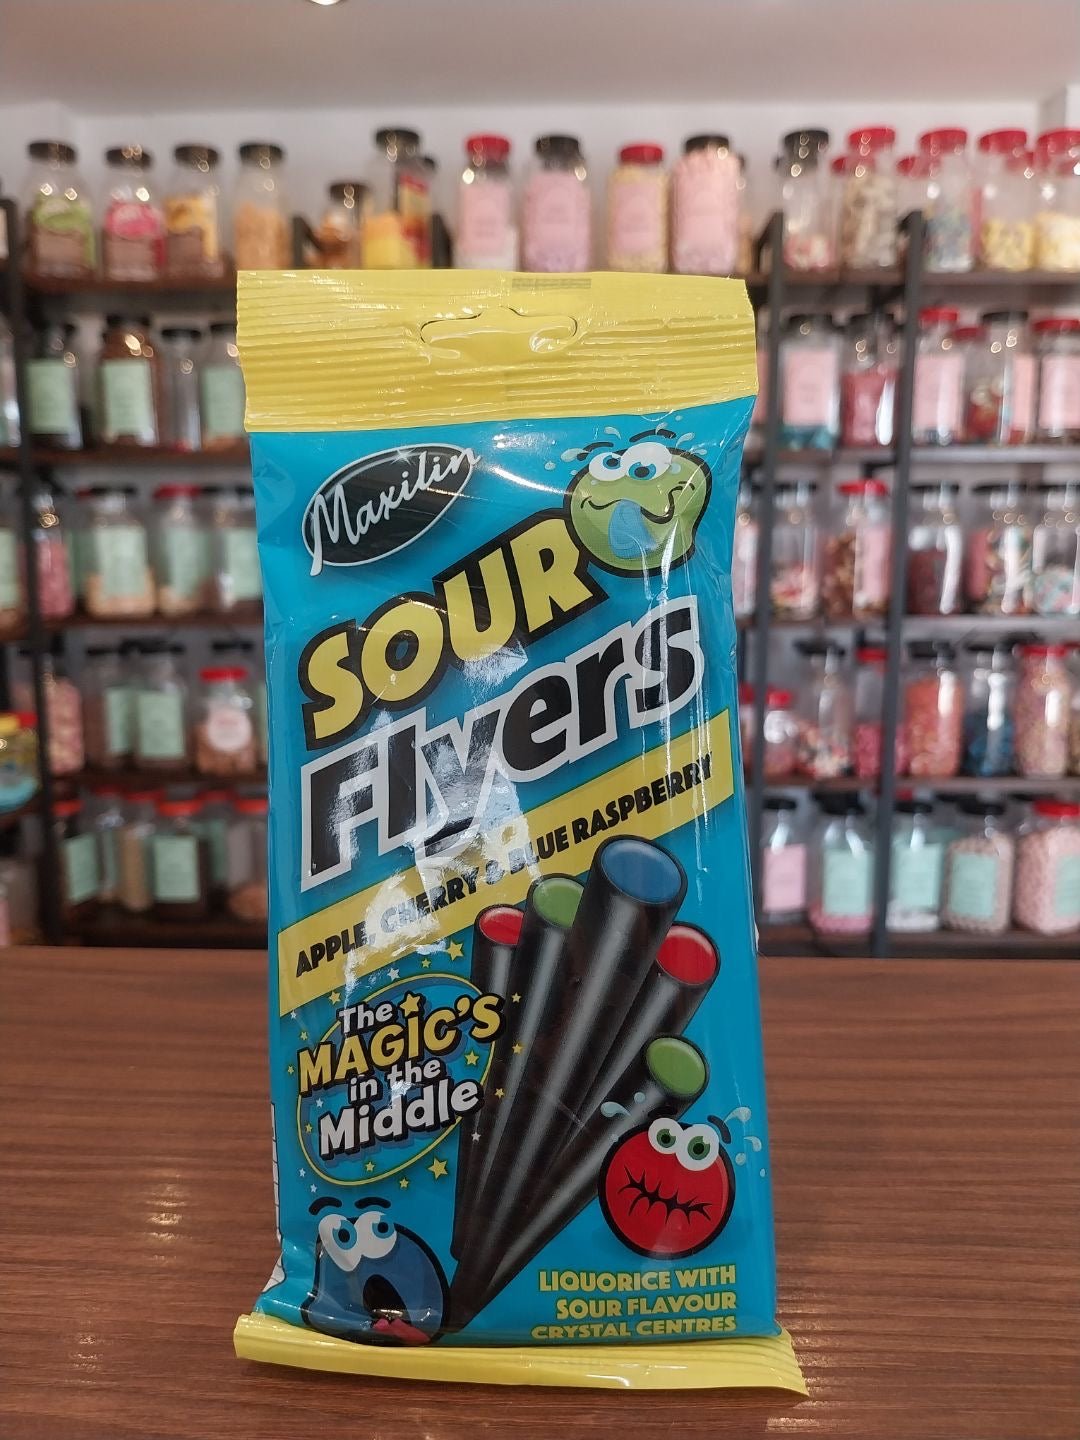 Maxilin
SOUR
Flyers
APPLE, CHERRY & BLUE RASPBERRY
The
MAGIC'S
in the
Middle
LIQUORICE WITH
SOUR FLAVOUR
CRYSTAL CENTRES